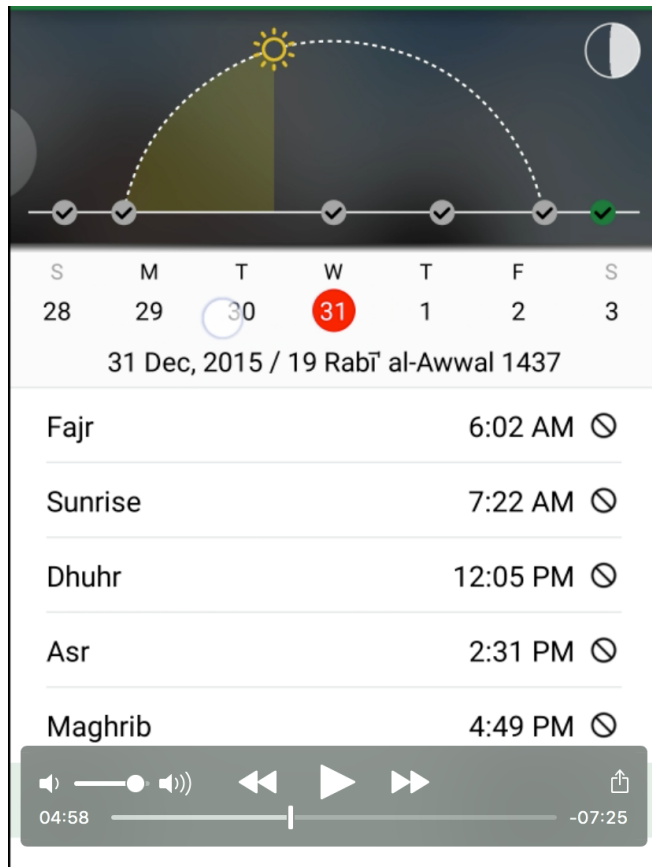 S M T W T F S
28 29 30 31 1 2 3
31 Dec, 2015 / 19 Rabī' al-Awwal 1437
Fajr 6:02 AM
Sunrise 7:22 AM
Dhuhr 12:05 PM
Asr 2:31 PM
Maghrib 4:49 PM
04:58 -07:25